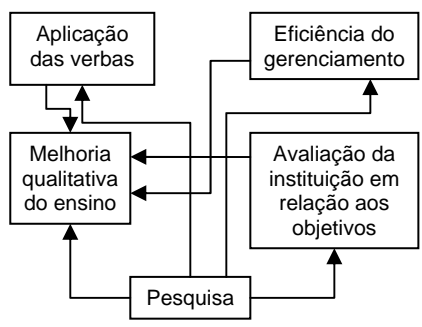 Aplicação
das verbas
Eficiência do
gerenciamento
Melhoria
qualitativa
do ensino
Avaliação da
instituição em
relação aos
objetivos
Pesquisa